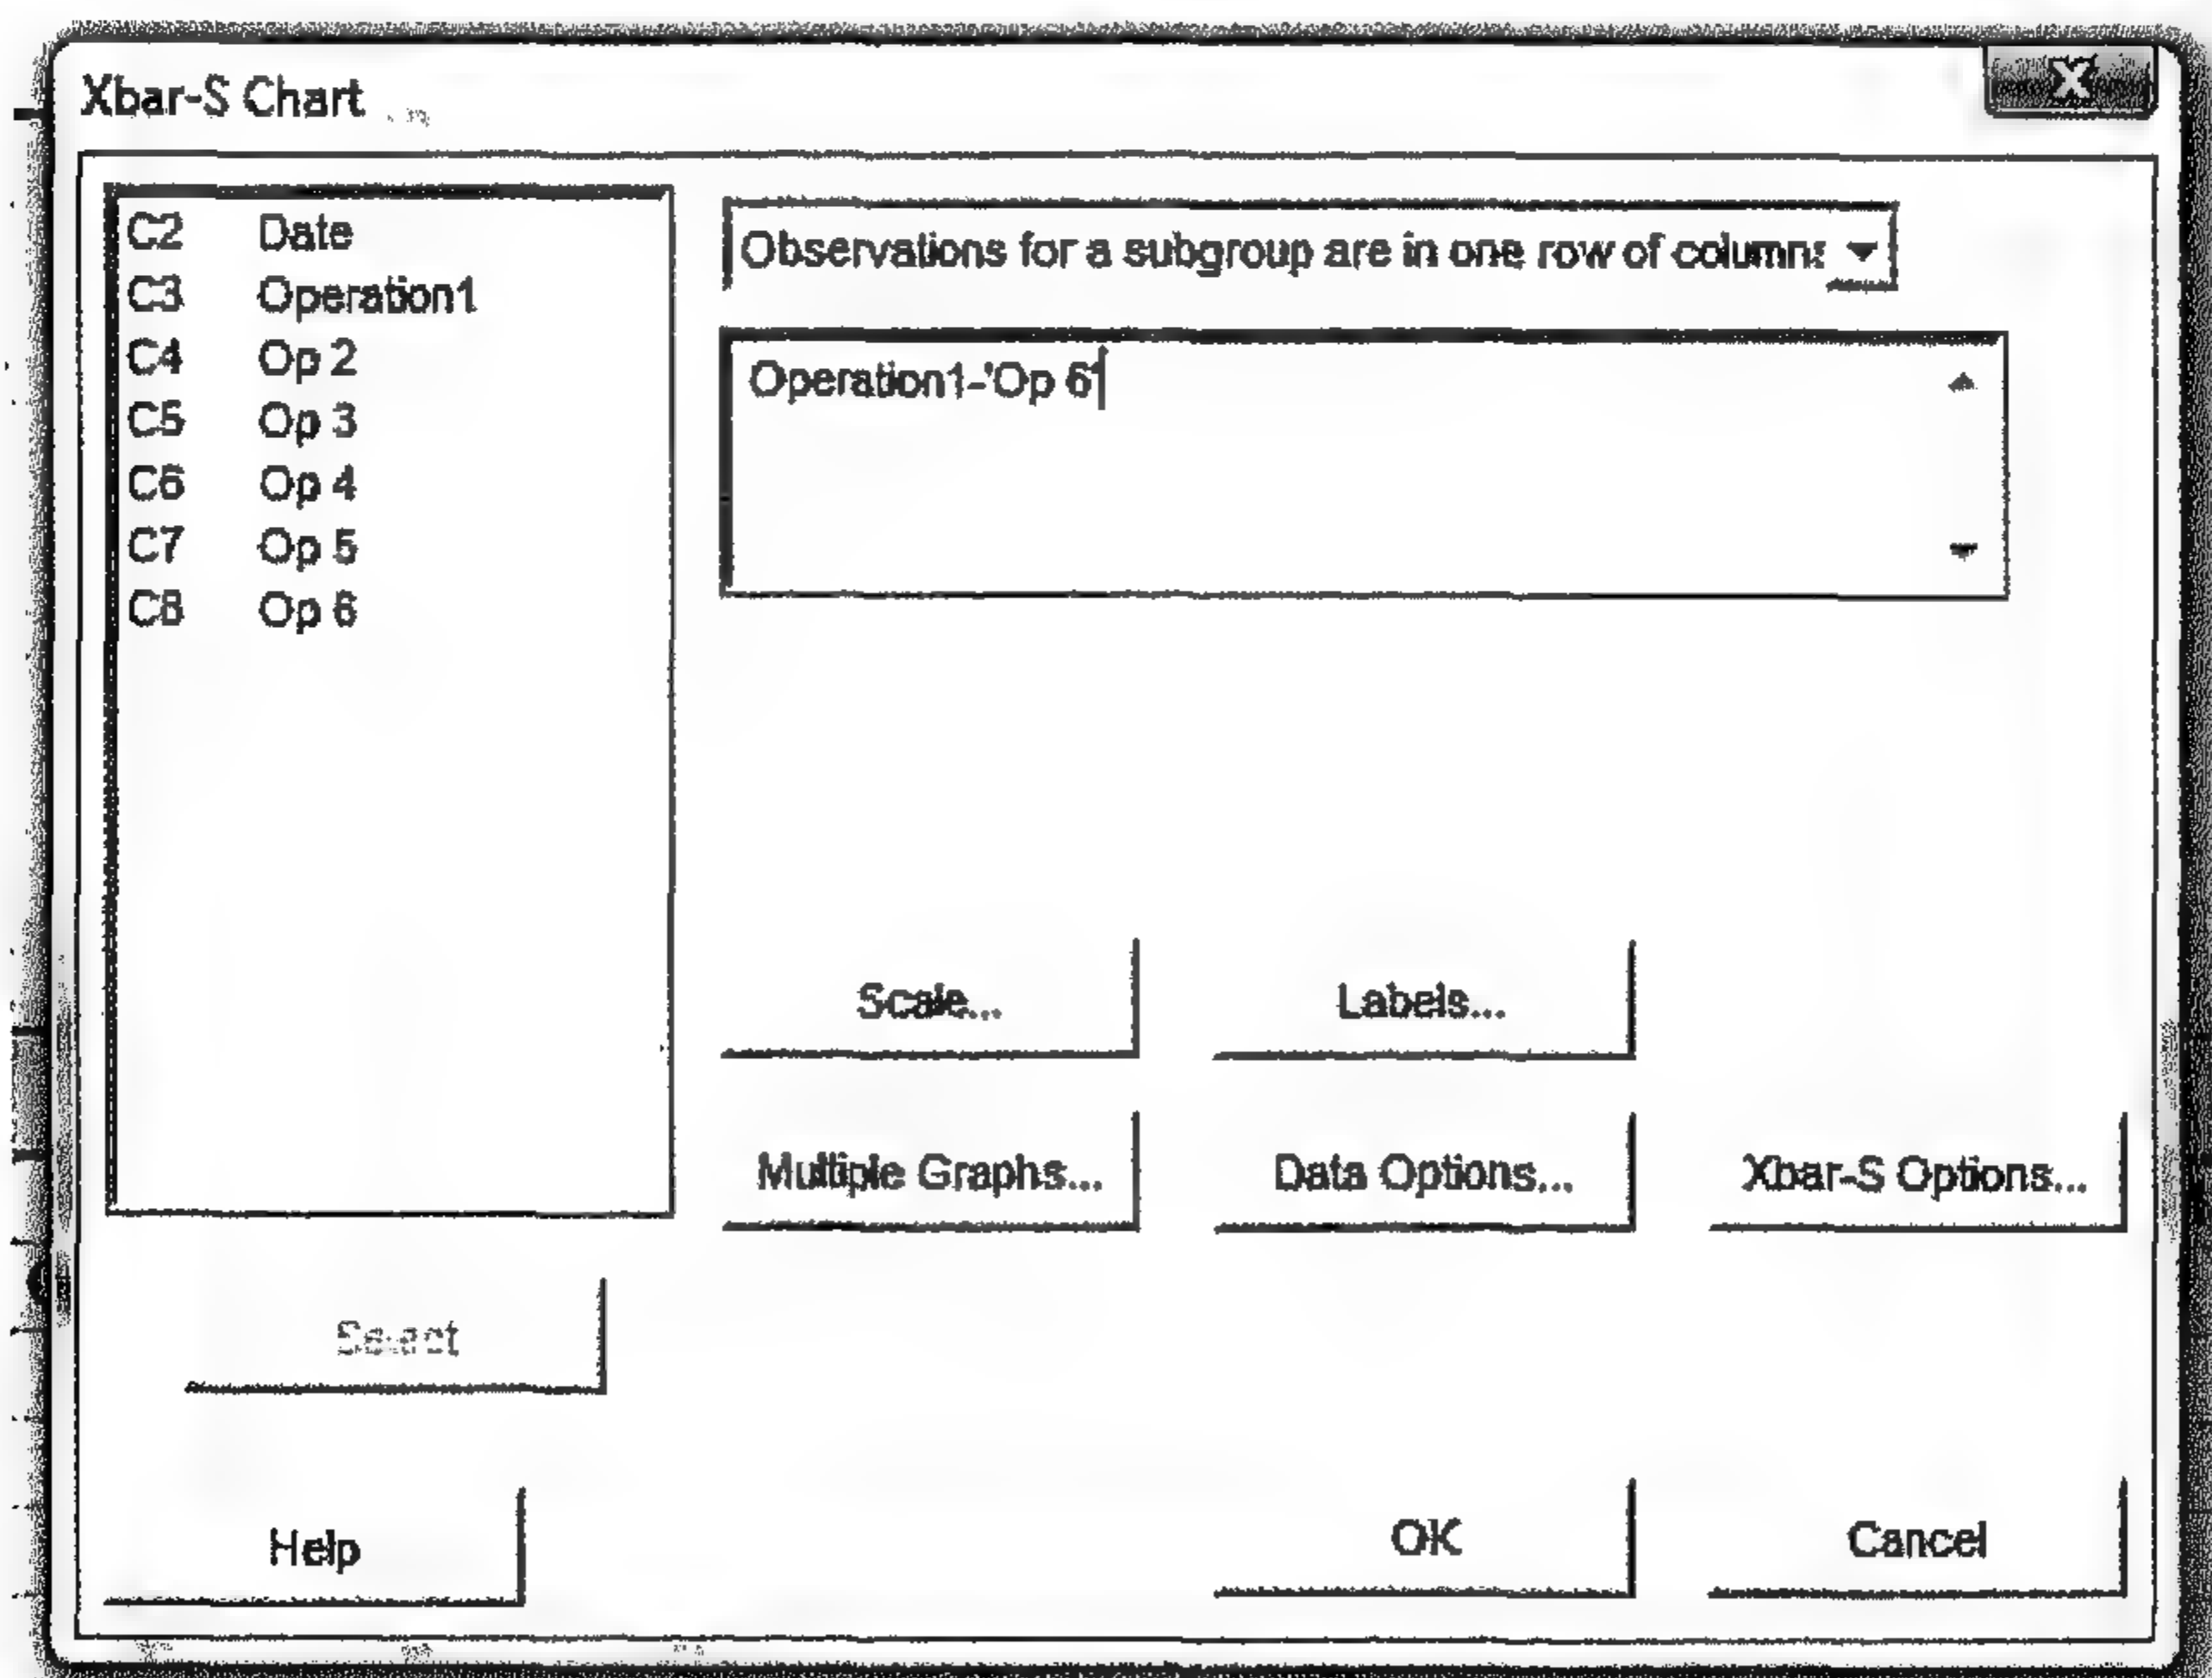 Xbar-S Chart
X
C2 Date
C3 Operation1
C4 Op 2
C5 Op 3
C6 Op 4
C7 Op 5
C8 Op 6
Observations for a subgroup are in one row of columns
Operation1-'Op 6'
Scale...
Labels...
Multiple Graphs...
Data Options...
Xbar-S Options...
Select
Help
OK
Cancel